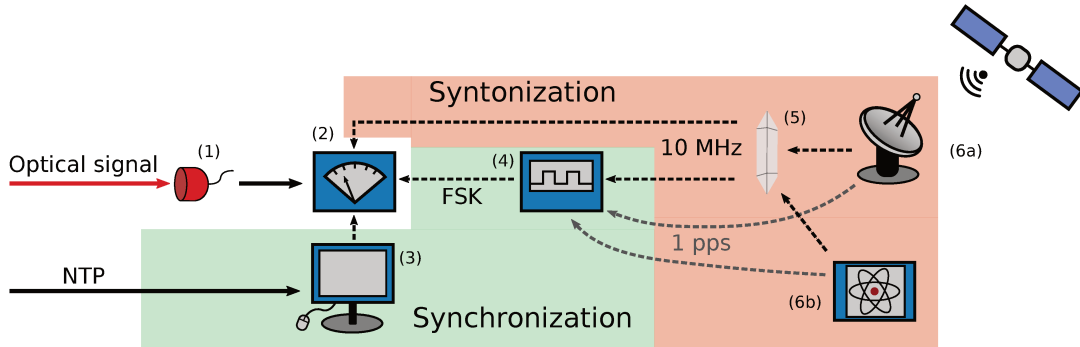 Syntonization
(5)
(2)
Optical signal
(1)
(4)
10 MHz
(6a)
FSK
1 pps
NTP
(3)
(6b)
Synchronization